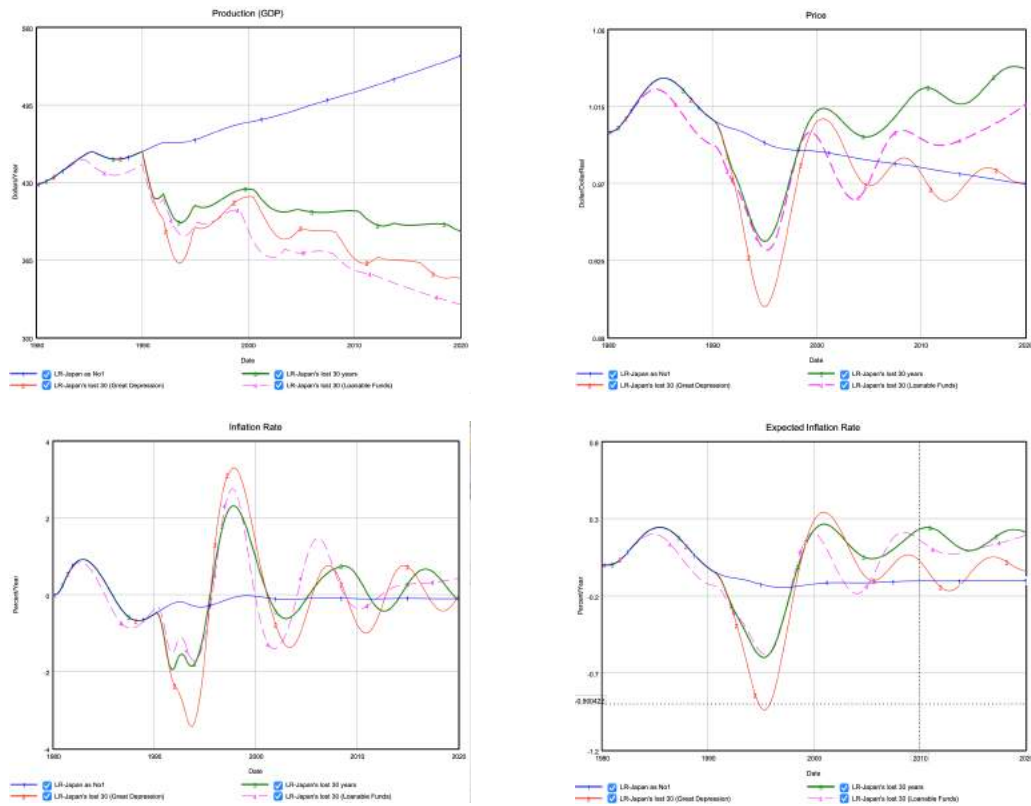 Production (GDP)
560
495
430
365
300
Dollars/Year
1980
1990
2000
2010
2020
Date
LR-Japan as No1
LR-Japan's lost 30 years
LR-Japan's lost 30 (Great Depression)
LR-Japan's lost 30 (Loanable Funds)
Price
1.06
1.015
0.97
0.925
0.88
Dollar/DollarReal
1980
1990
2000
2010
2020
Date
LR-Japan as No1
LR-Japan's lost 30 years
LR-Japan's lost 30 (Great Depression)
LR-Japan's lost 30 (Loanable Funds)
Inflation Rate
4
2
0
-2
-4
Percent/Year
1980
1990
2000
2010
2020
Date
LR-Japan as No1
LR-Japan's lost 30 years
LR-Japan's lost 30 (Great Depression)
LR-Japan's lost 30 (Loanable Funds)
Expected Inflation Rate
0.8
0.3
-0.2
-0.7
-1.2
Percent/Year
1980
1990
2000
2010
2020
Date
LR-Japan as No1
LR-Japan's lost 30 years
LR-Japan's lost 30 (Great Depression)
LR-Japan's lost 30 (Loanable Funds)